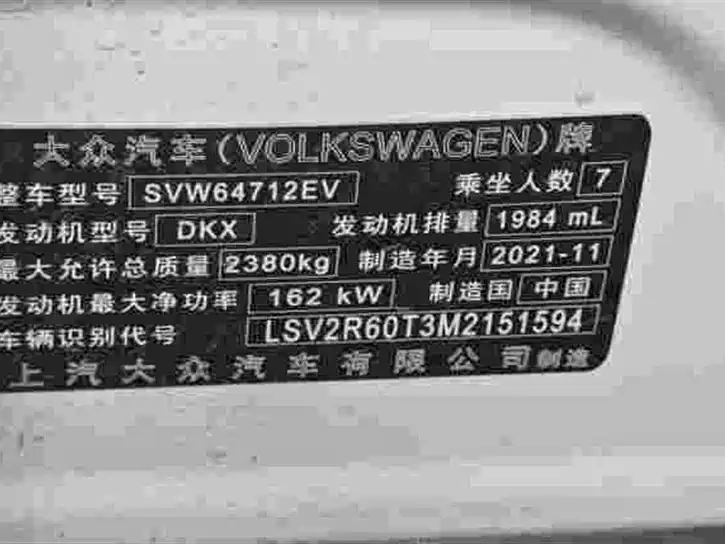 大众汽车(VOLKSWAGEN)牌
整车型号 SVW64712EV 乘坐人数 7
发动机型号 DKX 发动机排量 1984 mL
最大允许总质量 2380kg 制造年月 2021-11
发动机最大净功率 162 kW 制造国 中国
车辆识别代号 LSV2R60T3M2151594
上汽大众汽车有限公司制造